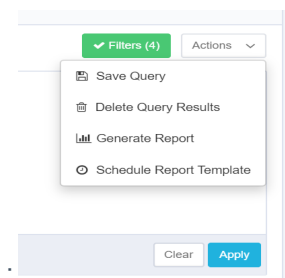 Filters (4) Actions
Save Query
Delete Query Results
Generate Report
Schedule Report Template
Clear Apply